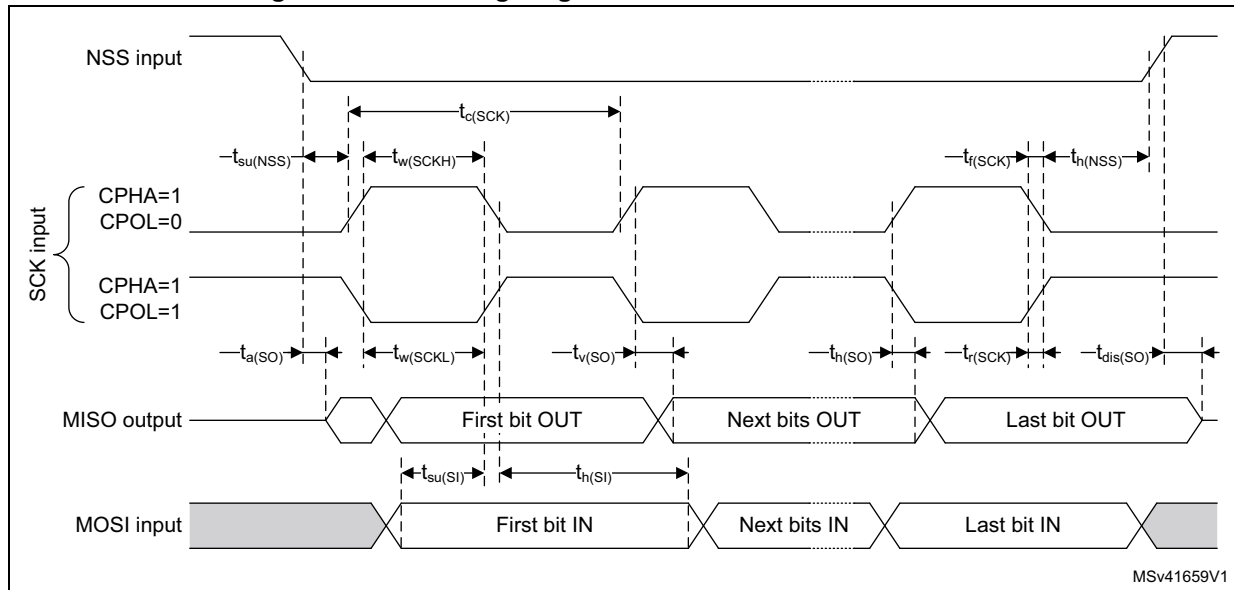 NSS input
tc(SCK)
tsu(NSS)
tw(SCKH)
tf(SCK)
th(NSS)
SCK input
CPHA=1
CPOL=0
CPHA=1
CPOL=1
ta(SO)
tw(SCKL)
tv(SO)
th(SO)
tr(SCK)
tdis(SO)
MISO output
First bit OUT
Next bits OUT
Last bit OUT
tsu(SI)
th(SI)
MOSI input
First bit IN
Next bits IN
Last bit IN
MSv41659V1